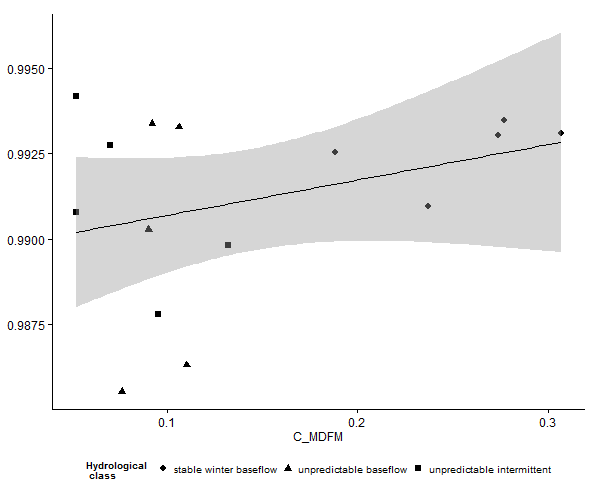 0.9950
0.9925
0.9900
0.9875
0.1 0.2 0.3
C_MDFM
Hydrological
class
stable winter baseflow unpredictable baseflow unpredictable intermittent